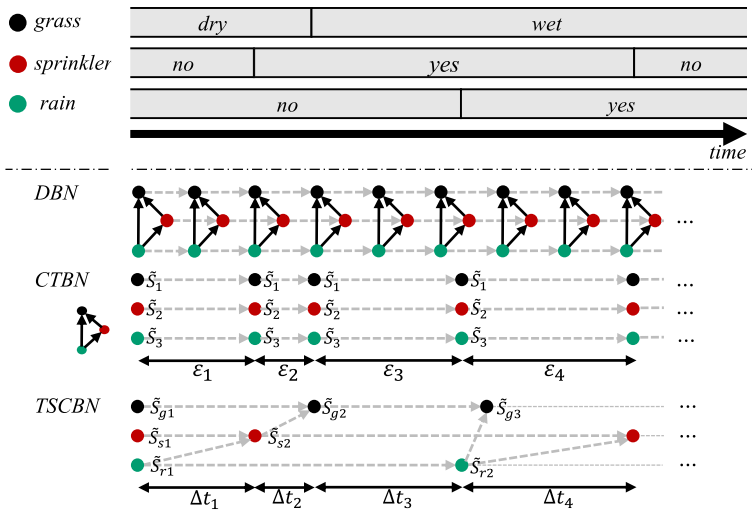 grass dry wet
sprinkler no yes no
rain no yes
time
DBN
...
CTBN S̃1 S̃1 S̃1 S̃1 ...
S̃2 S̃2 S̃2 S̃2 ...
S̃3 S̃3 S̃3 S̃3 ...
ε1 ε2 ε3 ε4
TSCBN S̃g1 S̃g2 S̃g3 ...
S̃s1 S̃s2 ...
S̃r1 S̃r2 ...
Δt1 Δt2 Δt3 Δt4